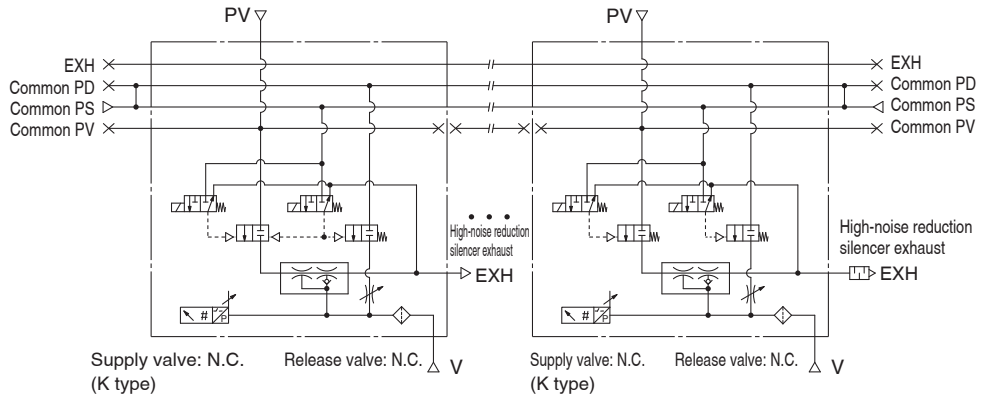 PV
PV
EXH
EXH
Common PD
Common PD
Common PS
Common PS
Common PV
Common PV
High-noise reduction
silencer exhaust
EXH
High-noise reduction
silencer exhaust
EXH
# P
# P
Supply valve: N.C.
(K type)
Release valve: N.C.
V
Supply valve: N.C.
(K type)
Release valve: N.C.
V